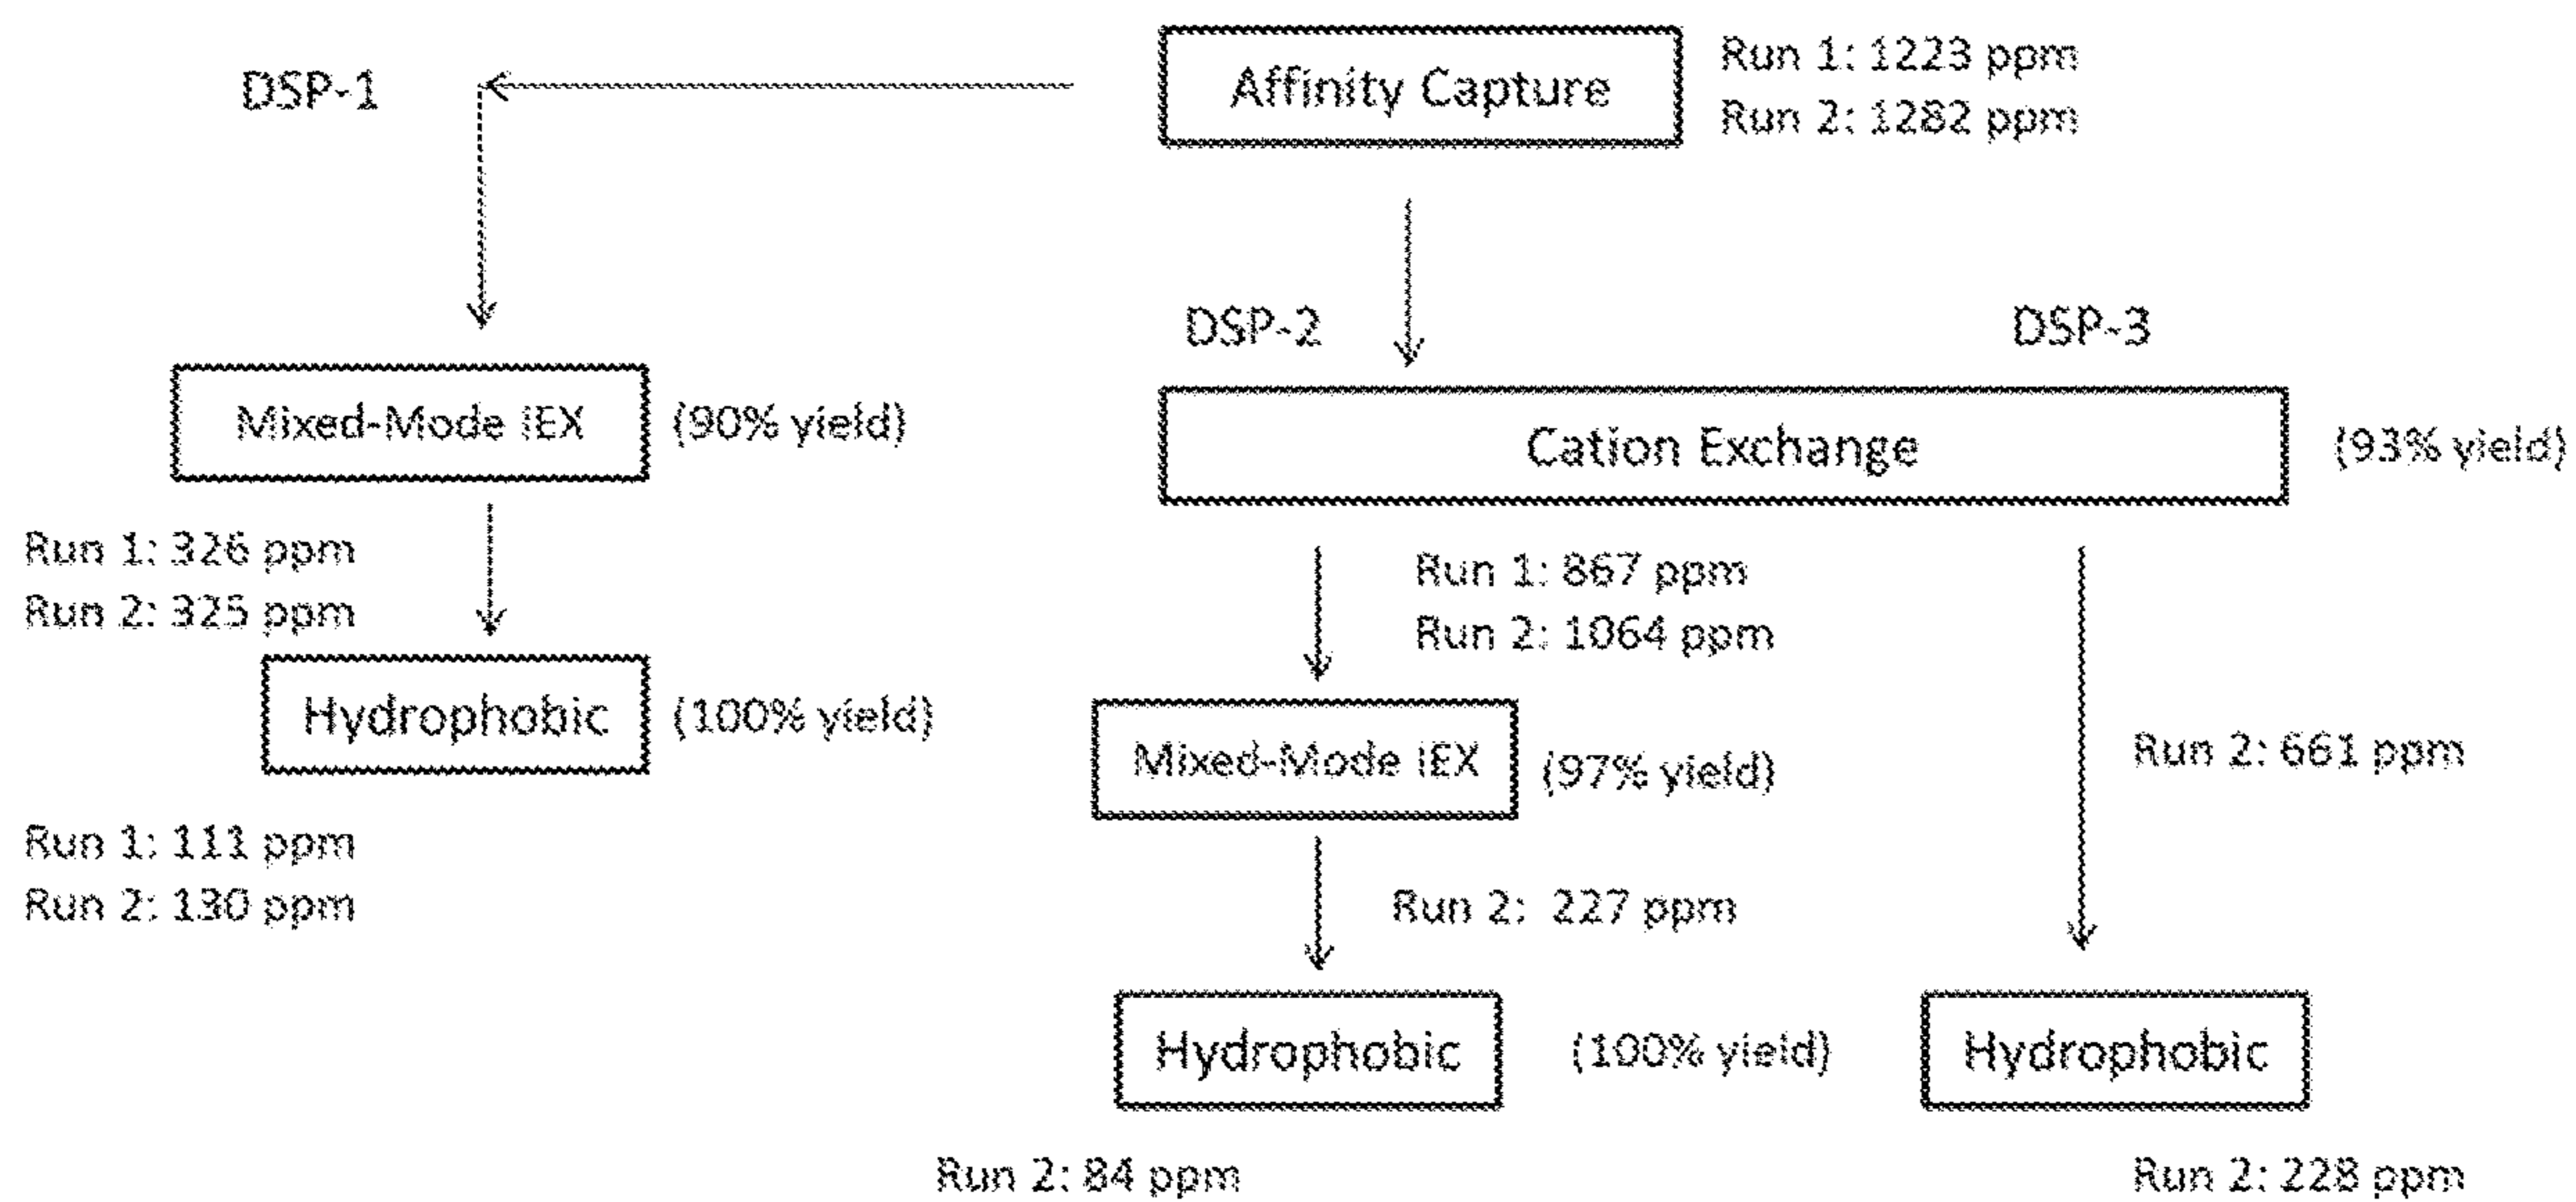 DSP-1
Affinity Capture
Run 1: 1223 ppm
Run 2: 1282 ppm
DSP-2
DSP-3
Mixed-Mode IEX
(90% yield)
Cation Exchange
(93% yield)
Run 1: 326 ppm
Run 2: 325 ppm
Run 1: 867 ppm
Run 2: 1064 ppm
Hydrophobic
(100% yield)
Mixed-Mode IEX
(97% yield)
Run 2: 661 ppm
Run 1: 111 ppm
Run 2: 130 ppm
Run 2: 227 ppm
Hydrophobic
(100% yield)
Hydrophobic
Run 2: 84 ppm
Run 2: 228 ppm